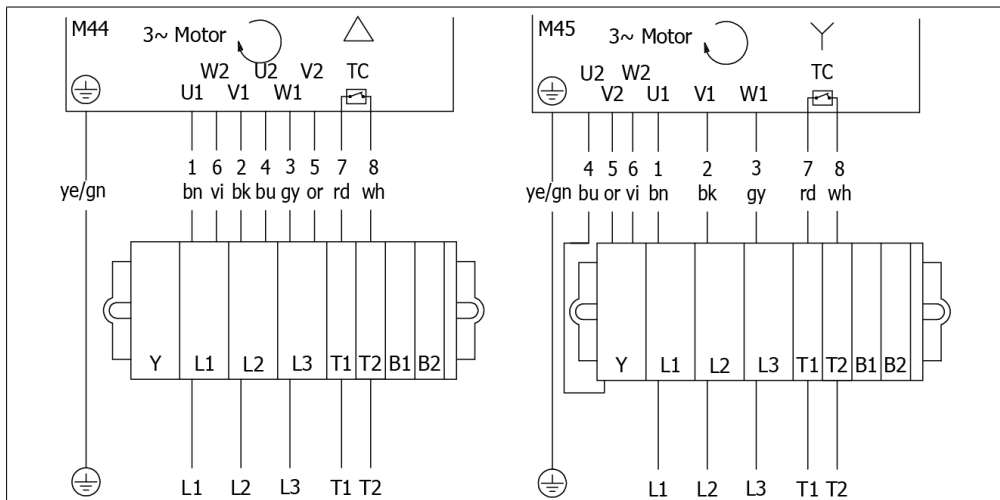 M44
3~ Motor
W2 U2 V2 TC
U1 V1 W1
1 6 2 4 3 5 7 8
ye/gn bn vi bk bu gy or rd wh
Y L1 L2 L3 T1 T2 B1 B2
L1 L2 L3 T1 T2
M45
3~ Motor
U2 W2 TC
V2 U1 V1 W1
4 5 6 1 2 3 7 8
ye/gn bu or vi bn bk gy rd wh
Y L1 L2 L3 T1 T2 B1 B2
L1 L2 L3 T1 T2